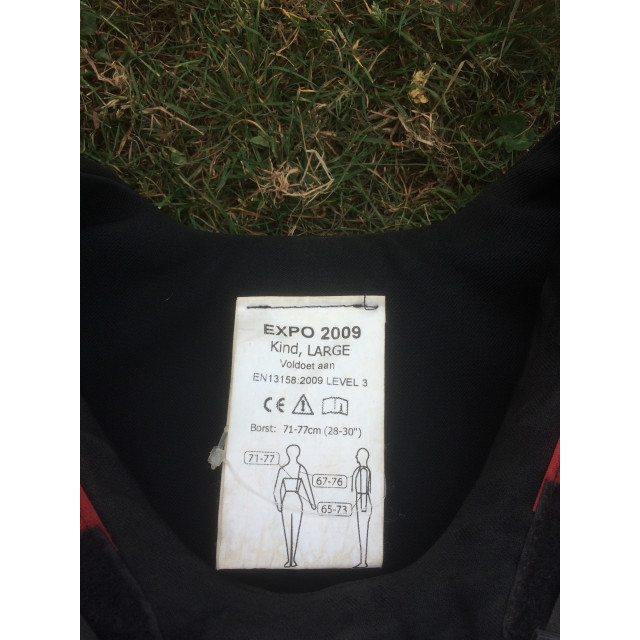 EXPO 2009
Kind, LARGE
Voldoet aan
EN13158:2009 LEVEL 3
CE
Borst: 71-77cm (28-30")
71-77
67-76
65-73